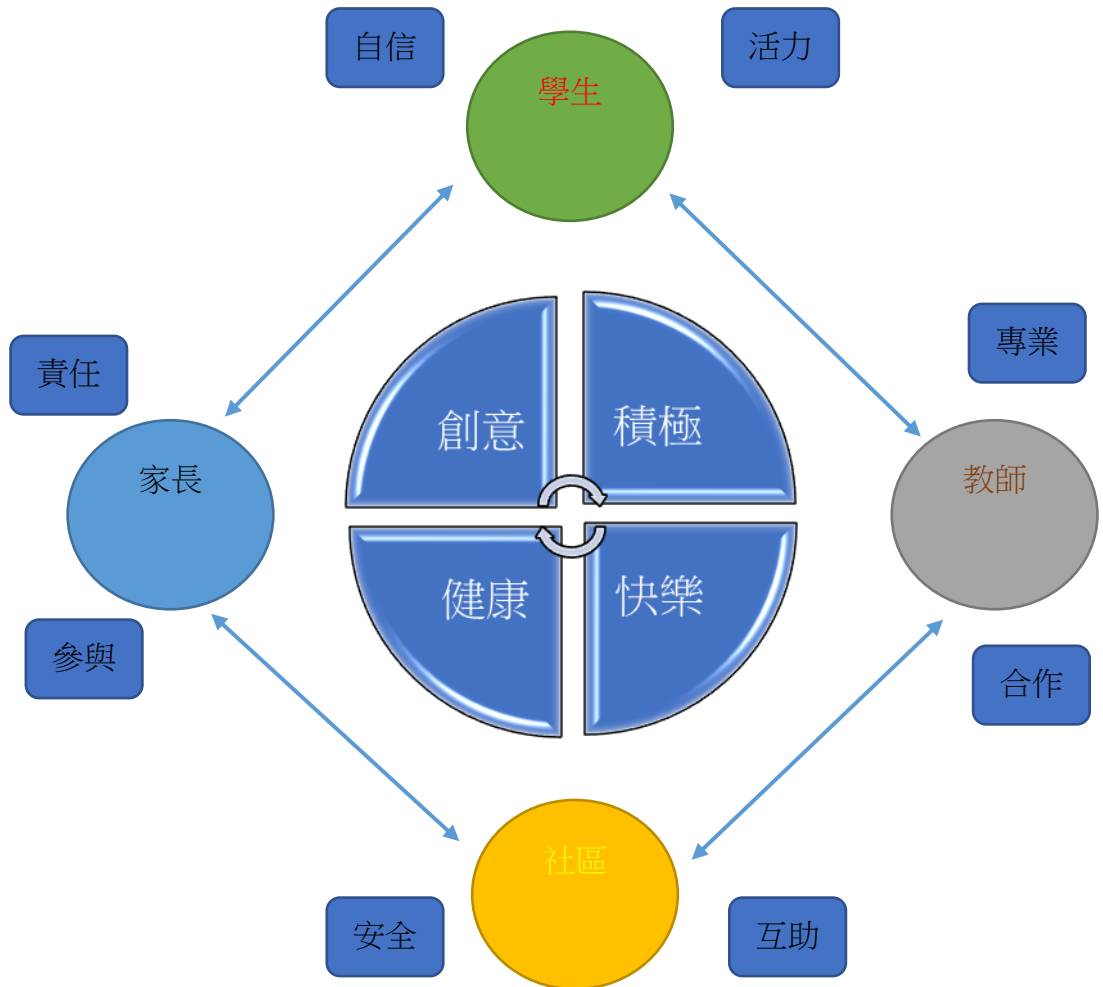 自信
活力
學生
專業
責任
積極
創意
家長
教師
健康
快樂
參與
合作
社區
安全
互助